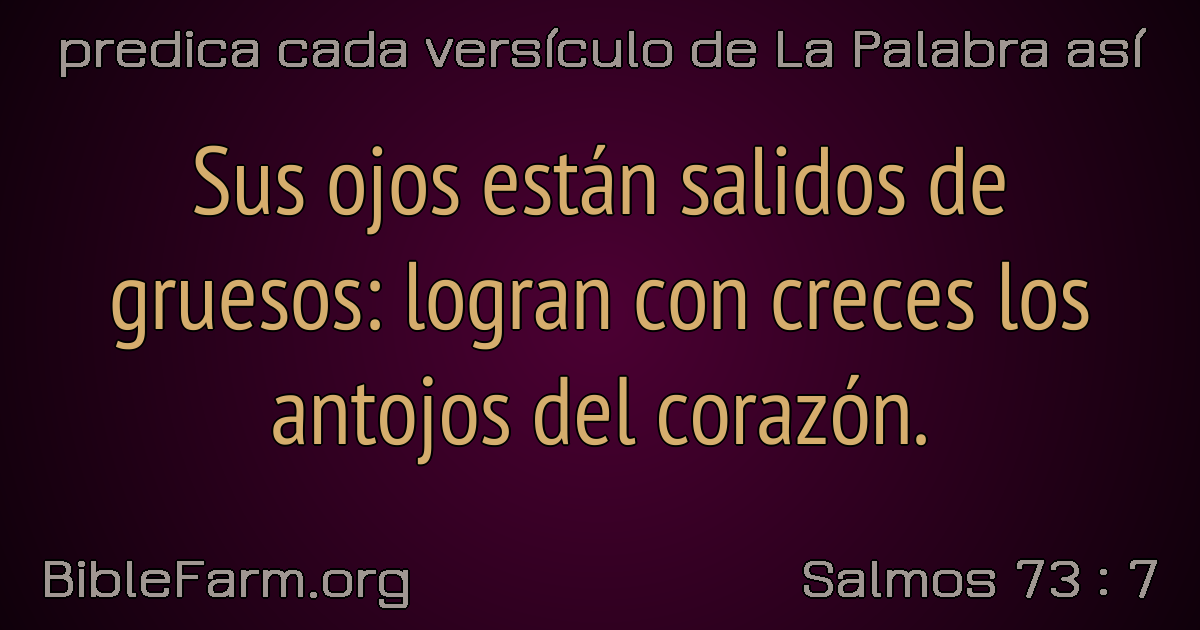 predica cada versículo de La Palabra así
Sus ojos están salidos de
gruesos: logran con creces los
antojos del corazón.
BibleFarm.org
Salmos 73 : 7